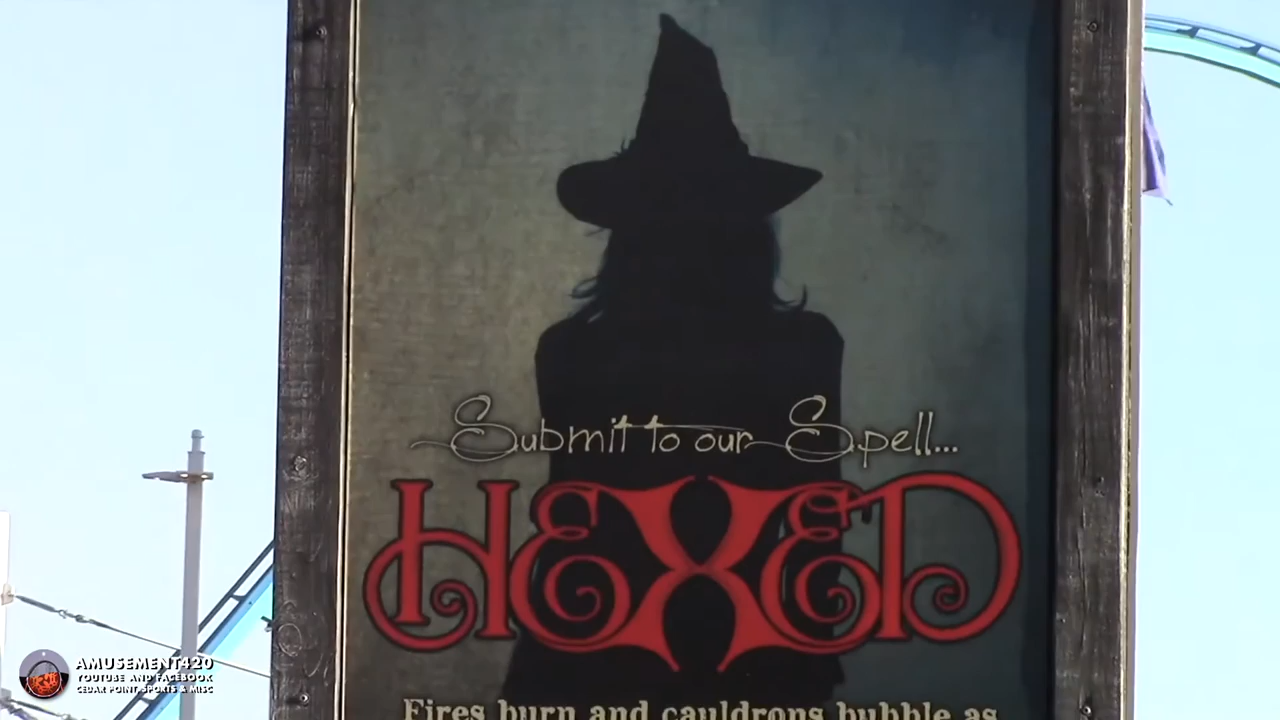 Submit to our Spell...
HEXED
Fires burn and cauldrons bubble as
AMUSEMENT420
YOUTUBE AND FACEBOOK
CEDAR POINT, SPORTS & MISC